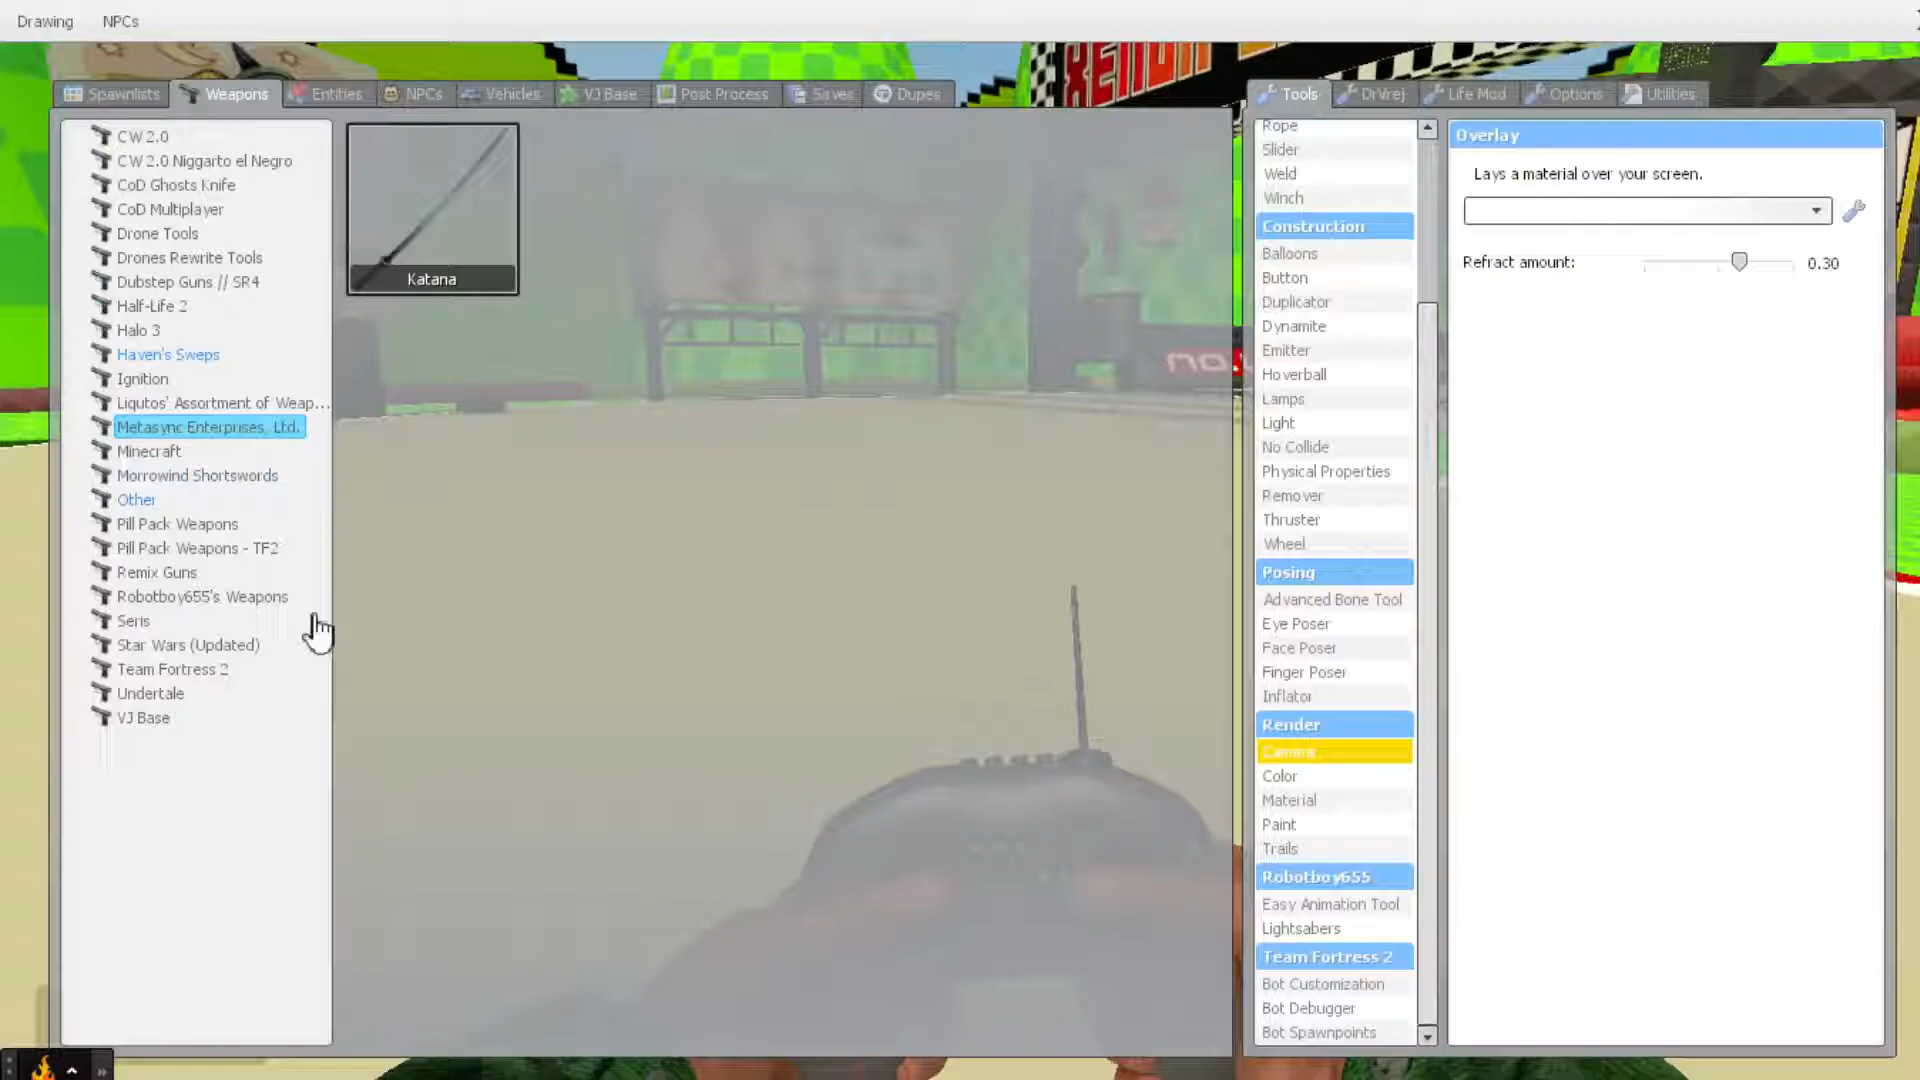 Drawing NPCs
XENON
Spawnlists Weapons Entities NPCs Vehicles VJ Base Post Process Saves Dupes
Tools DrVrej Life Mod Options Utilities
CW 2.0
CW 2.0 Niggarto el Negro
CoD Ghosts Knife
CoD Multiplayer
Drone Tools
Drones Rewrite Tools
Dubstep Guns // SR4
Half-Life 2
Halo 3
Haven's Sweps
Ignition
Liqutos' Assortment of Weap...
Metasync Enterprises, Ltd.
Minecraft
Morrowind Shortswords
Other
Pill Pack Weapons
Pill Pack Weapons - TF2
Remix Guns
Robotboy655's Weapons
Seris
Star Wars (Updated)
Team Fortress 2
Undertale
VJ Base
Katana
Rope
Slider
Weld
Winch
Construction
Balloons
Button
Duplicator
Dynamite
Emitter
Hoverball
Lamps
Light
No Collide
Physical Properties
Remover
Thruster
Wheel
Posing
Advanced Bone Tool
Eye Poser
Face Poser
Finger Poser
Inflator
Render
Camera
Color
Material
Paint
Trails
Robotboy655
Easy Animation Tool
Lightsabers
Team Fortress 2
Bot Customization
Bot Debugger
Bot Spawnpoints
Overlay
Lays a material over your screen.
Refract amount: 0.30